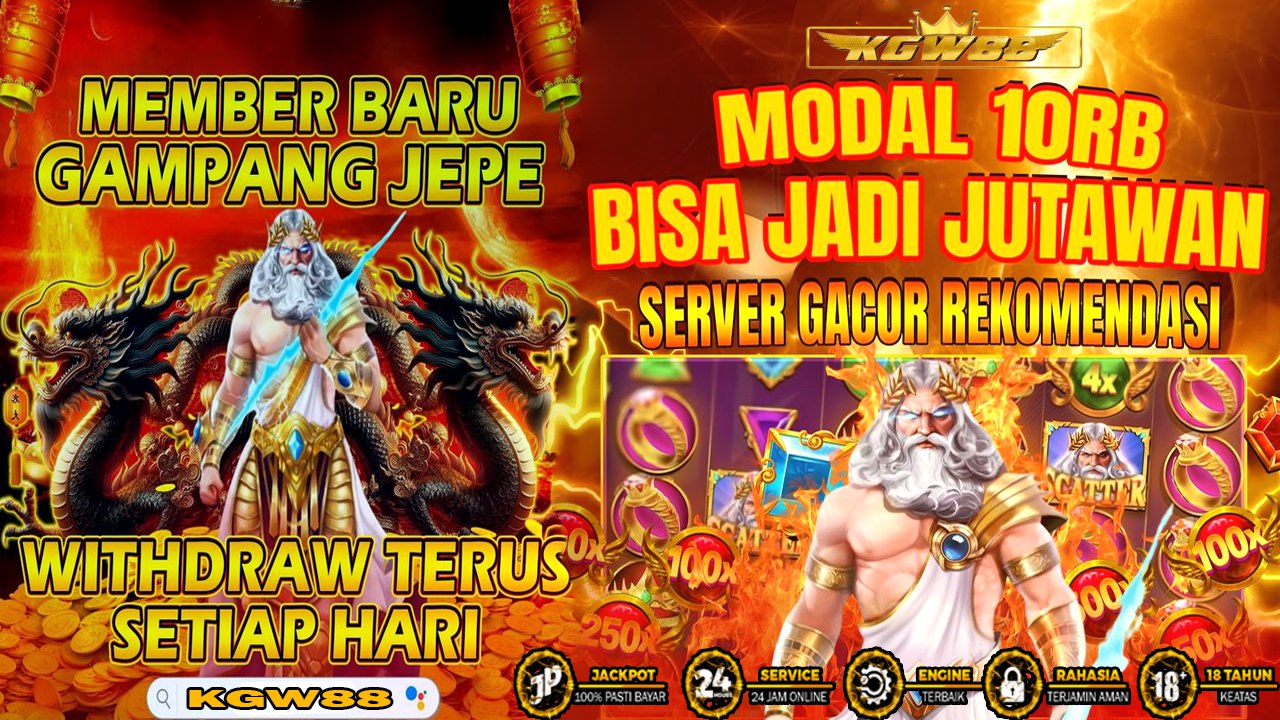 MEMBER BARU
GAMPANG JEPE
WITHDRAW TERUS
SETIAP HARI
KGW88
KGW88
MODAL 10RB
BISA JADI JUTAWAN
SERVER GACOR REKOMENDASI
4x
SCATTER
100x
100x
250x
JP
JACKPOT
100% PASTI BAYAR
24
HOURS
SERVICE
24 JAM ONLINE
ENGINE
TERBAIK
RAHASIA
TERJAMIN AMAN
18+
18 TAHUN
KEATAS